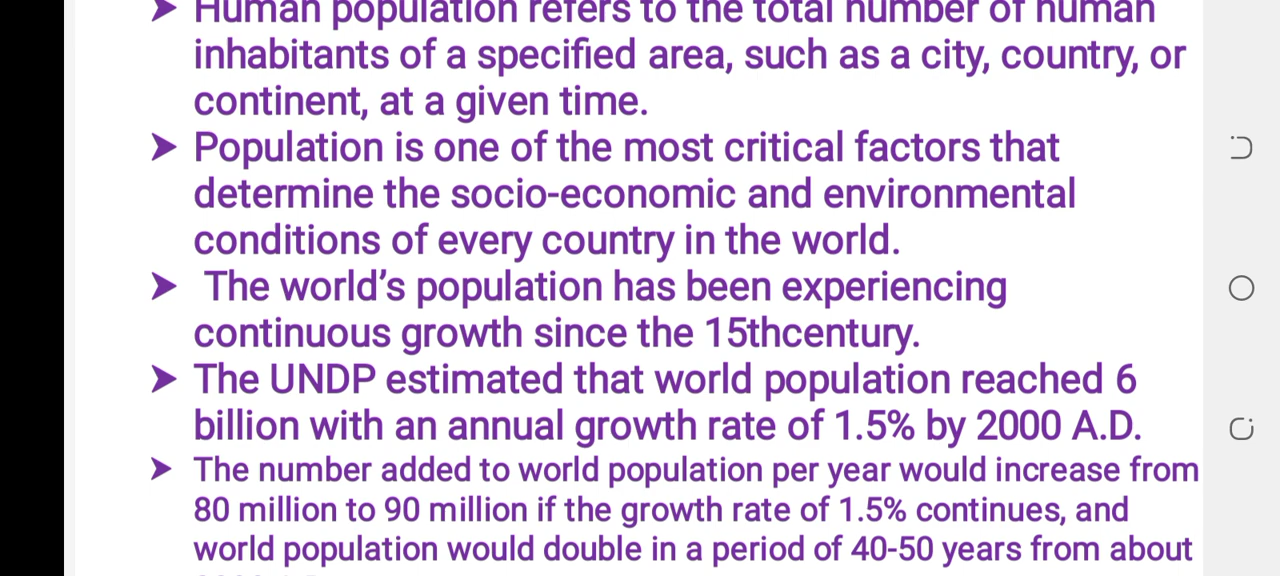 ➤ Human population refers to the total number of human
inhabitants of a specified area, such as a city, country, or
continent, at a given time.
➤ Population is one of the most critical factors that
determine the socio-economic and environmental
conditions of every country in the world.
➤ The world’s population has been experiencing
continuous growth since the 15thcentury.
➤ The UNDP estimated that world population reached 6
billion with an annual growth rate of 1.5% by 2000 A.D.
➤ The number added to world population per year would increase from
80 million to 90 million if the growth rate of 1.5% continues, and
world population would double in a period of 40-50 years from about